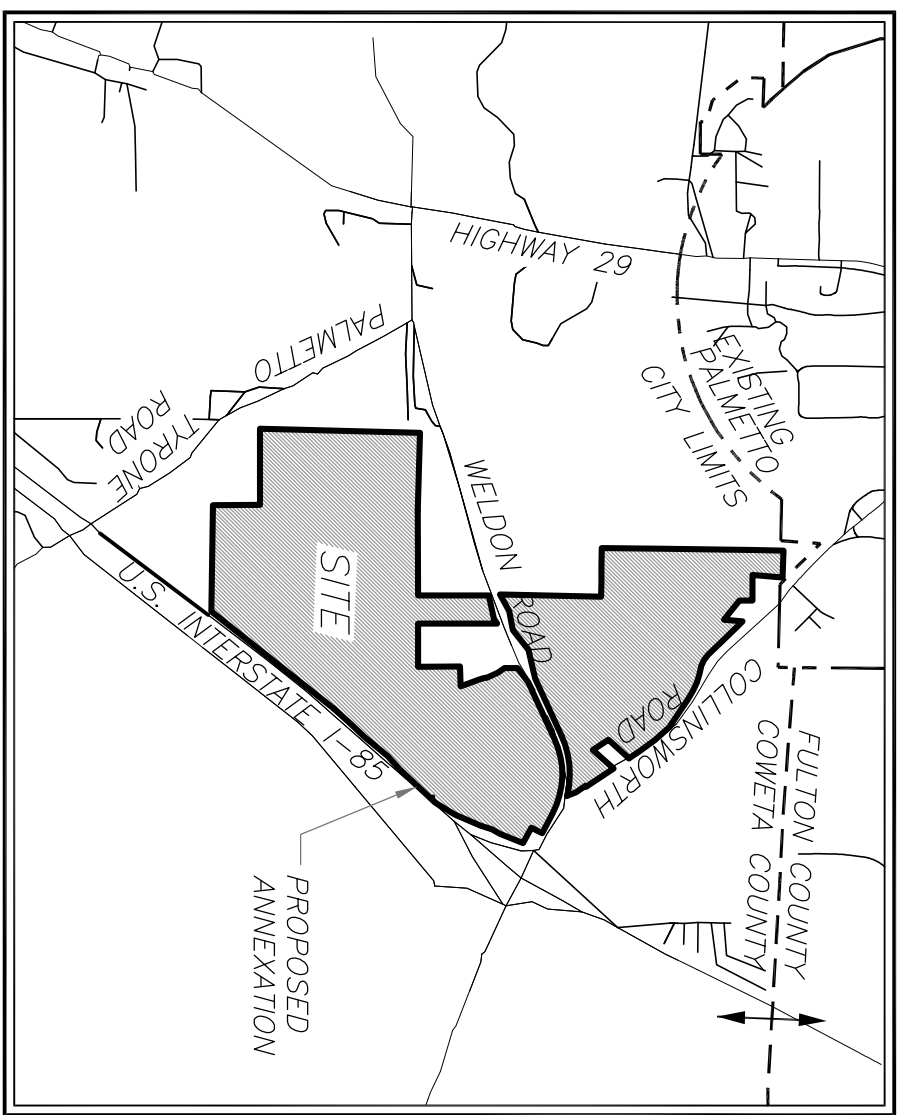 HIGHWAY 29
EXISTING
PALMETTO
CITY LIMITS
PALMETTO
TYRONE
ROAD
WELDON
ROAD
SITE
U.S. INTERSTATE I-85
COLLINSWORTH
ROAD
FULTON COUNTY
COWETA COUNTY
PROPOSED
ANNEXATION